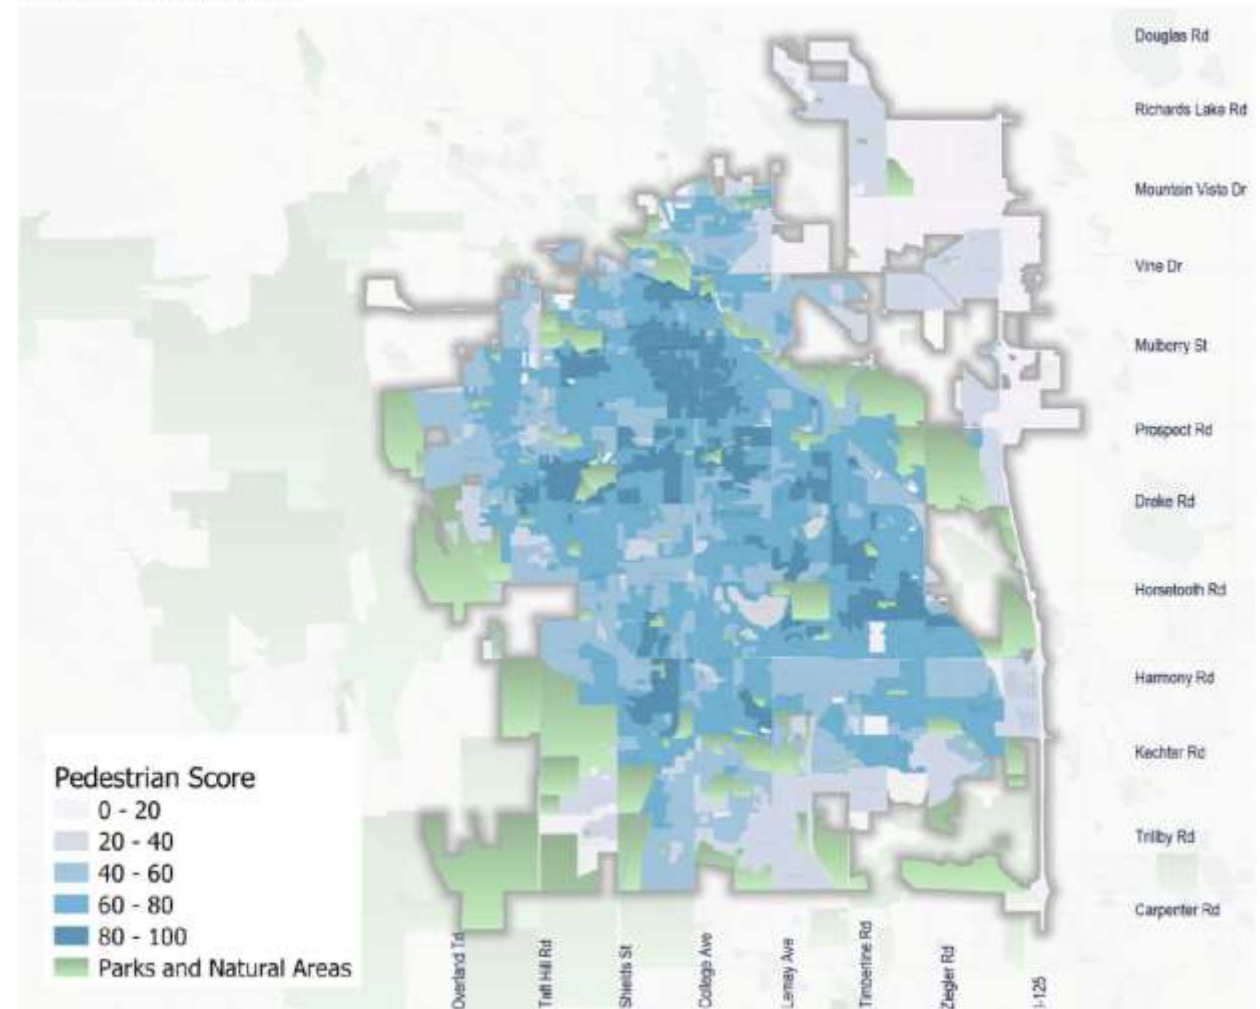 Douglas Rd
Richards Lake Rd
Mountain Vista Dr
Vine Dr
Mulberry St
Prospect Rd
Drake Rd
Horsetooth Rd
Harmony Rd
Kechter Rd
Trilby Rd
Carpenter Rd
Pedestrian Score
0 - 20
20 - 40
40 - 60
60 - 80
80 - 100
Parks and Natural Areas
Overland Td
Taft Hill Rd
Shields St
College Ave
Lemay Ave
Timberline Rd
Ziegler Rd
I-125